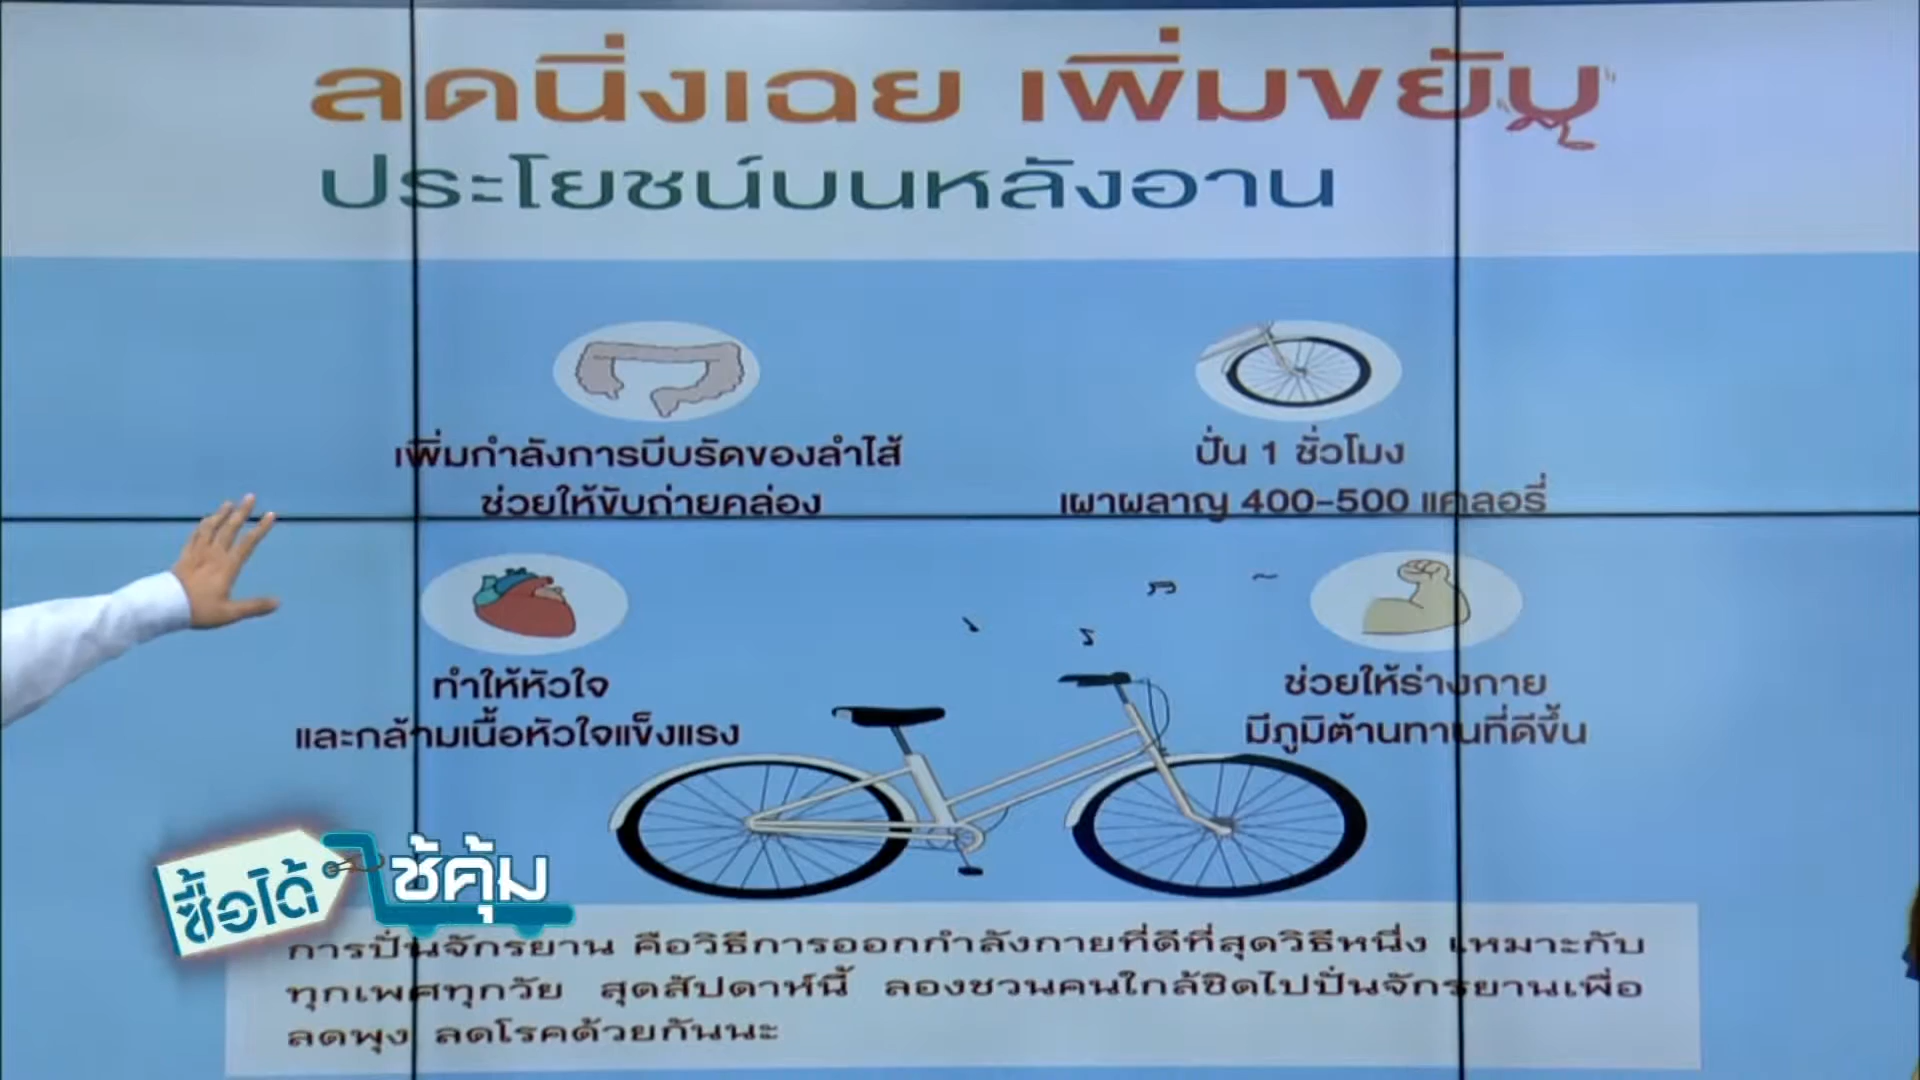 ลดนิ่งเฉย เพิ่มขยับ
ประโยชน์บนหลังอาน
เพิ่มกำลังการบีบรัดของลำไส้
ช่วยให้ขับถ่ายคล่อง
ปั่น 1 ชั่วโมง
เผาผลาญ 400-500 แคลอรี่
ทำให้หัวใจ
และกล้ามเนื้อหัวใจแข็งแรง
ช่วยให้ร่างกาย
มีภูมิต้านทานที่ดีขึ้น
ซื้อได้ ใช้คุ้ม
การปั่นจักรยาน คือวิธีการออกกำลังกายที่ดีที่สุดวิธีหนึ่ง เหมาะกับ
ทุกเพศทุกวัย สุดสัปดาห์นี้ ลองชวนคนใกล้ชิดไปปั่นจักรยานเพื่อ
ลดพุง ลดโรคด้วยกันนะ